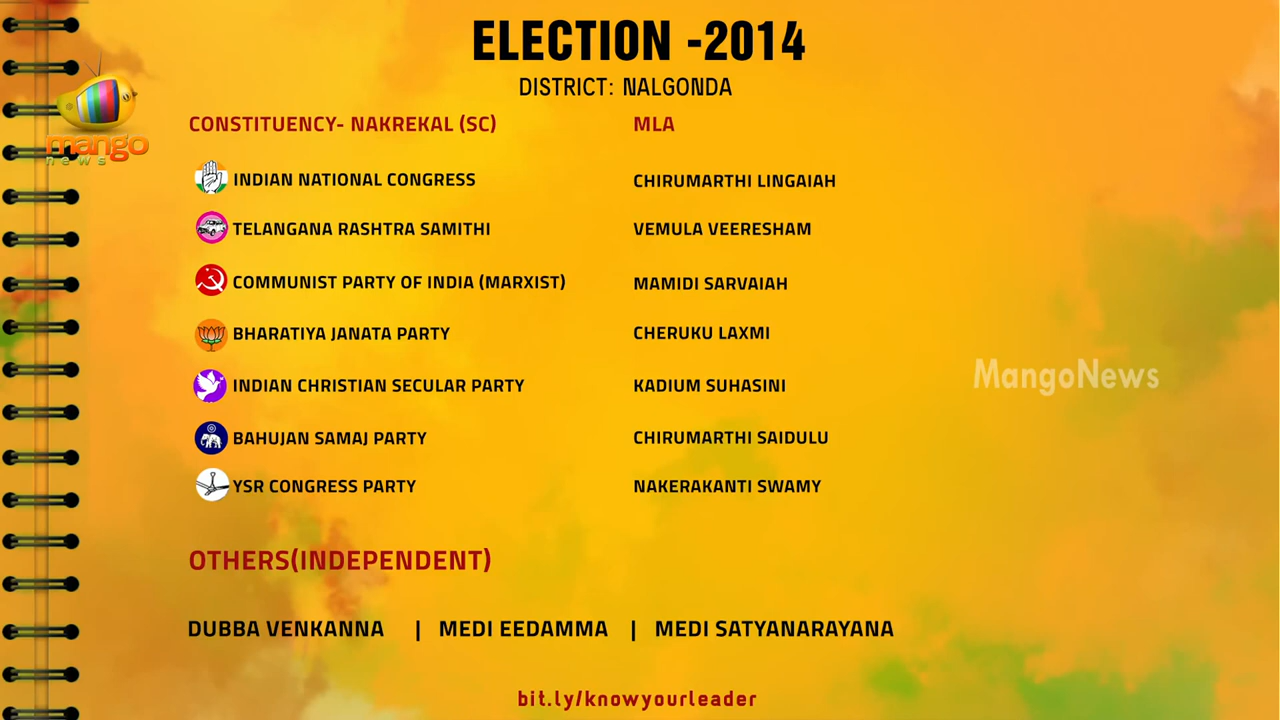 ELECTION -2014
DISTRICT: NALGONDA
mango
news
CONSTITUENCY- NAKREKAL (SC) MLA
INDIAN NATIONAL CONGRESS CHIRUMARTHI LINGAIAH
TELANGANA RASHTRA SAMITHI VEMULA VEERESHAM
COMMUNIST PARTY OF INDIA (MARXIST) MAMIDI SARVAIAH
BHARATIYA JANATA PARTY CHERUKU LAXMI
MangoNews
INDIAN CHRISTIAN SECULAR PARTY KADIUM SUHASINI
BAHUJAN SAMAJ PARTY CHIRUMARTHI SAIDULU
YSR CONGRESS PARTY NAKERAKANTI SWAMY
OTHERS(INDEPENDENT)
DUBBA VENKANNA | MEDI EEDAMMA | MEDI SATYANARAYANA
bit.ly/knowyourleader